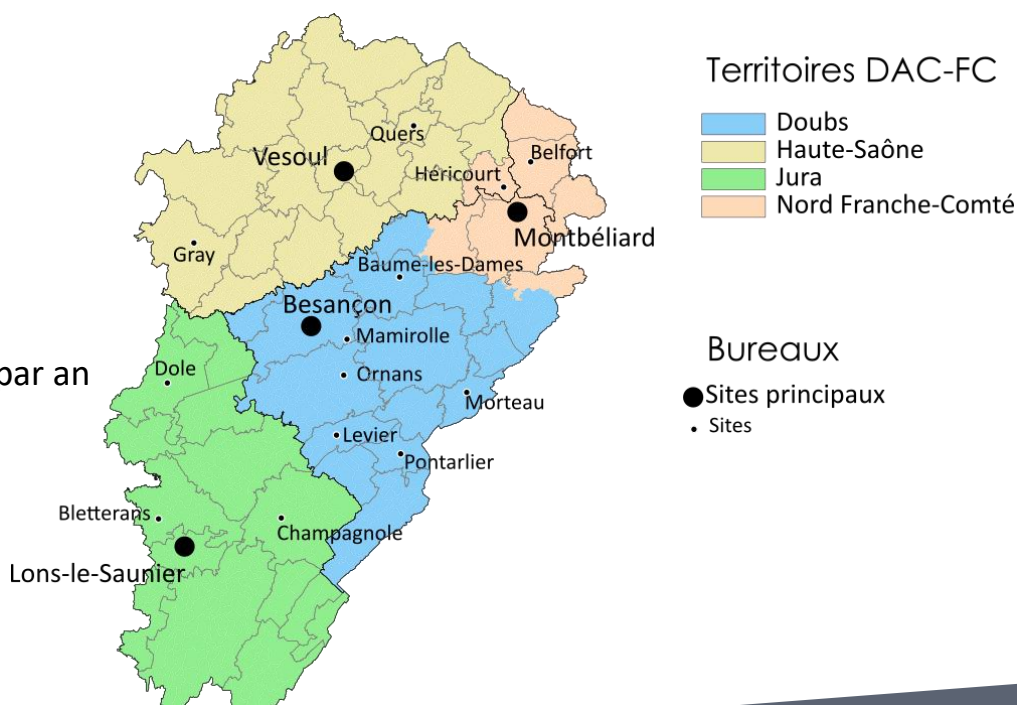 Territoires DAC-FC
Doubs
Haute-Saône
Jura
Nord Franche-Comté
Quers
Vesoul
Belfort
Héricourt
Montbéliard
Gray
Baume-les-Dames
Besançon
Mamirolle
par an
Dole
Ornans
Morteau
Levier
Pontarlier
Bletterans
Champagnole
Lons-le-Saunier
Bureaux
Sites principaux
Sites